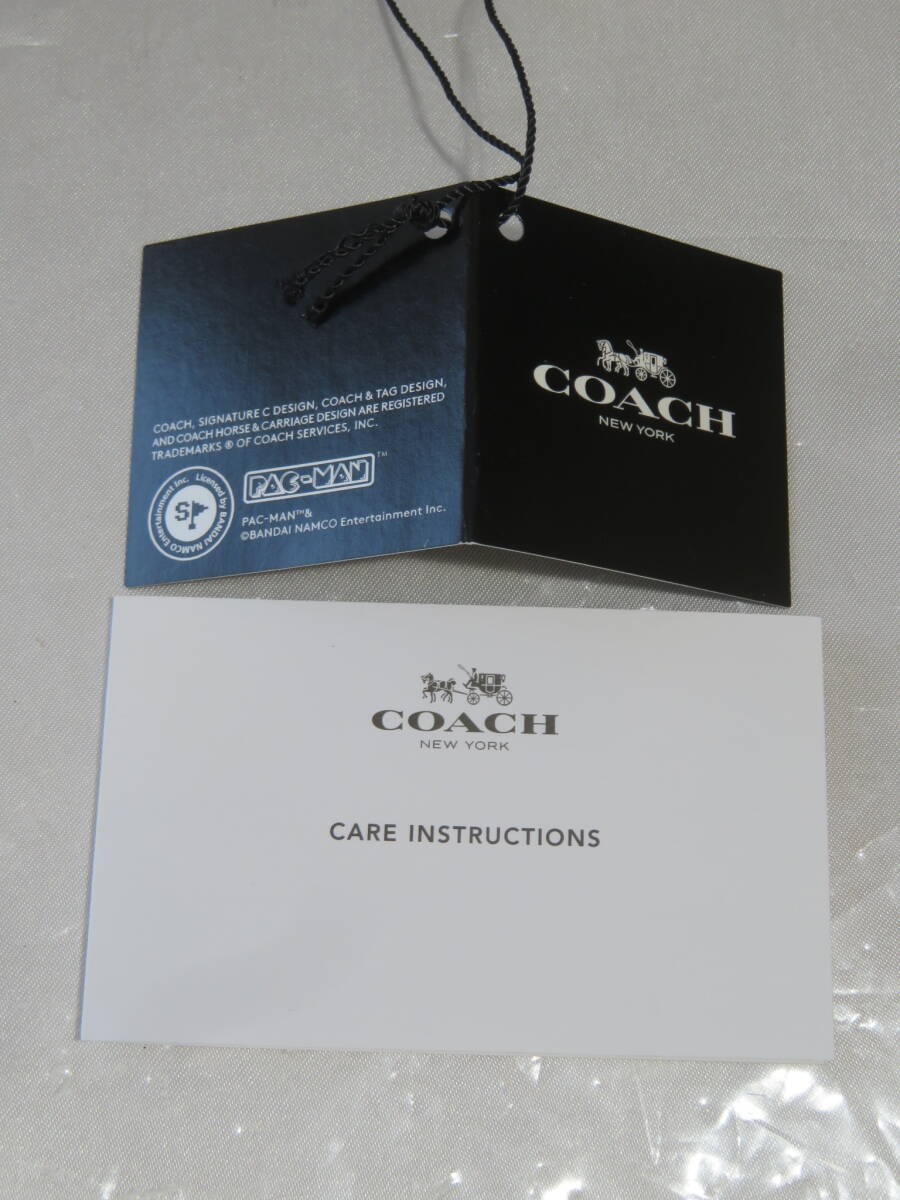 COACH, SIGNATURE C DESIGN, COACH & TAG DESIGN,
AND COACH HORSE & CARRIAGE DESIGN ARE REGISTERED
TRADEMARKS ® OF COACH SERVICES, INC.
Licensed by BANDAI NAMCO Entertainment Inc.
SP
PAC-MAN™
PAC-MAN™&
©BANDAI NAMCO Entertainment Inc.
COACH
NEW YORK
COACH
NEW YORK
CARE INSTRUCTIONS